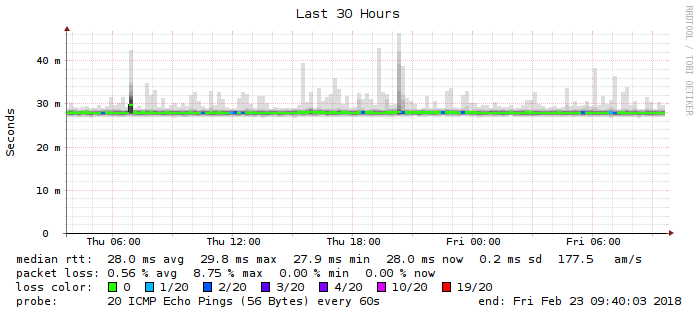 Last 30 Hours
RRDTOOL / TOBI OETIKER
Seconds
40 m
30 m
20 m
10 m
0
Thu 06:00 Thu 12:00 Thu 18:00 Fri 00:00 Fri 06:00
median rtt: 28.0 ms avg 29.8 ms max 27.9 ms min 28.0 ms now 0.2 ms sd 177.5 am/s
packet loss: 0.56 % avg 8.75 % max 0.00 % min 0.00 % now
loss color: 0 1/20 2/20 3/20 4/20 10/20 19/20
probe: 20 ICMP Echo Pings (56 Bytes) every 60s end: Fri Feb 23 09:40:03 2018